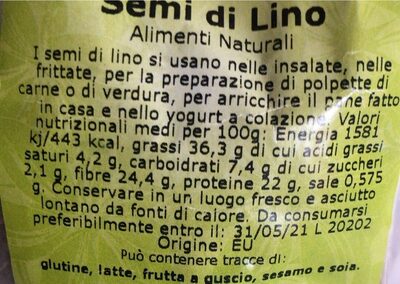 Semi di Lino
Alimenti Naturali
I semi di lino si usano nelle insalate, nelle
frittate, per la preparazione di polpette di
carne o di verdura, per arricchire il pane fatto
in casa e nello yogurt a colazione. Valori
nutrizionali medi per 100g: Energia 1581
kj/443 kcal, grassi 36,3 g di cui acidi grassi
saturi 4,2 g, carboidrati 7,4 g di cui zuccheri
2,1 g, fibre 24,4 g, proteine 22 g, sale 0,575
g. Conservare in un luogo fresco e asciutto
lontano da fonti di calore. Da consumarsi
preferibilmente entro il: 31/05/21 L 20202
Origine: EU
Può contenere tracce di:
glutine, latte, frutta a guscio, sesamo e soia.